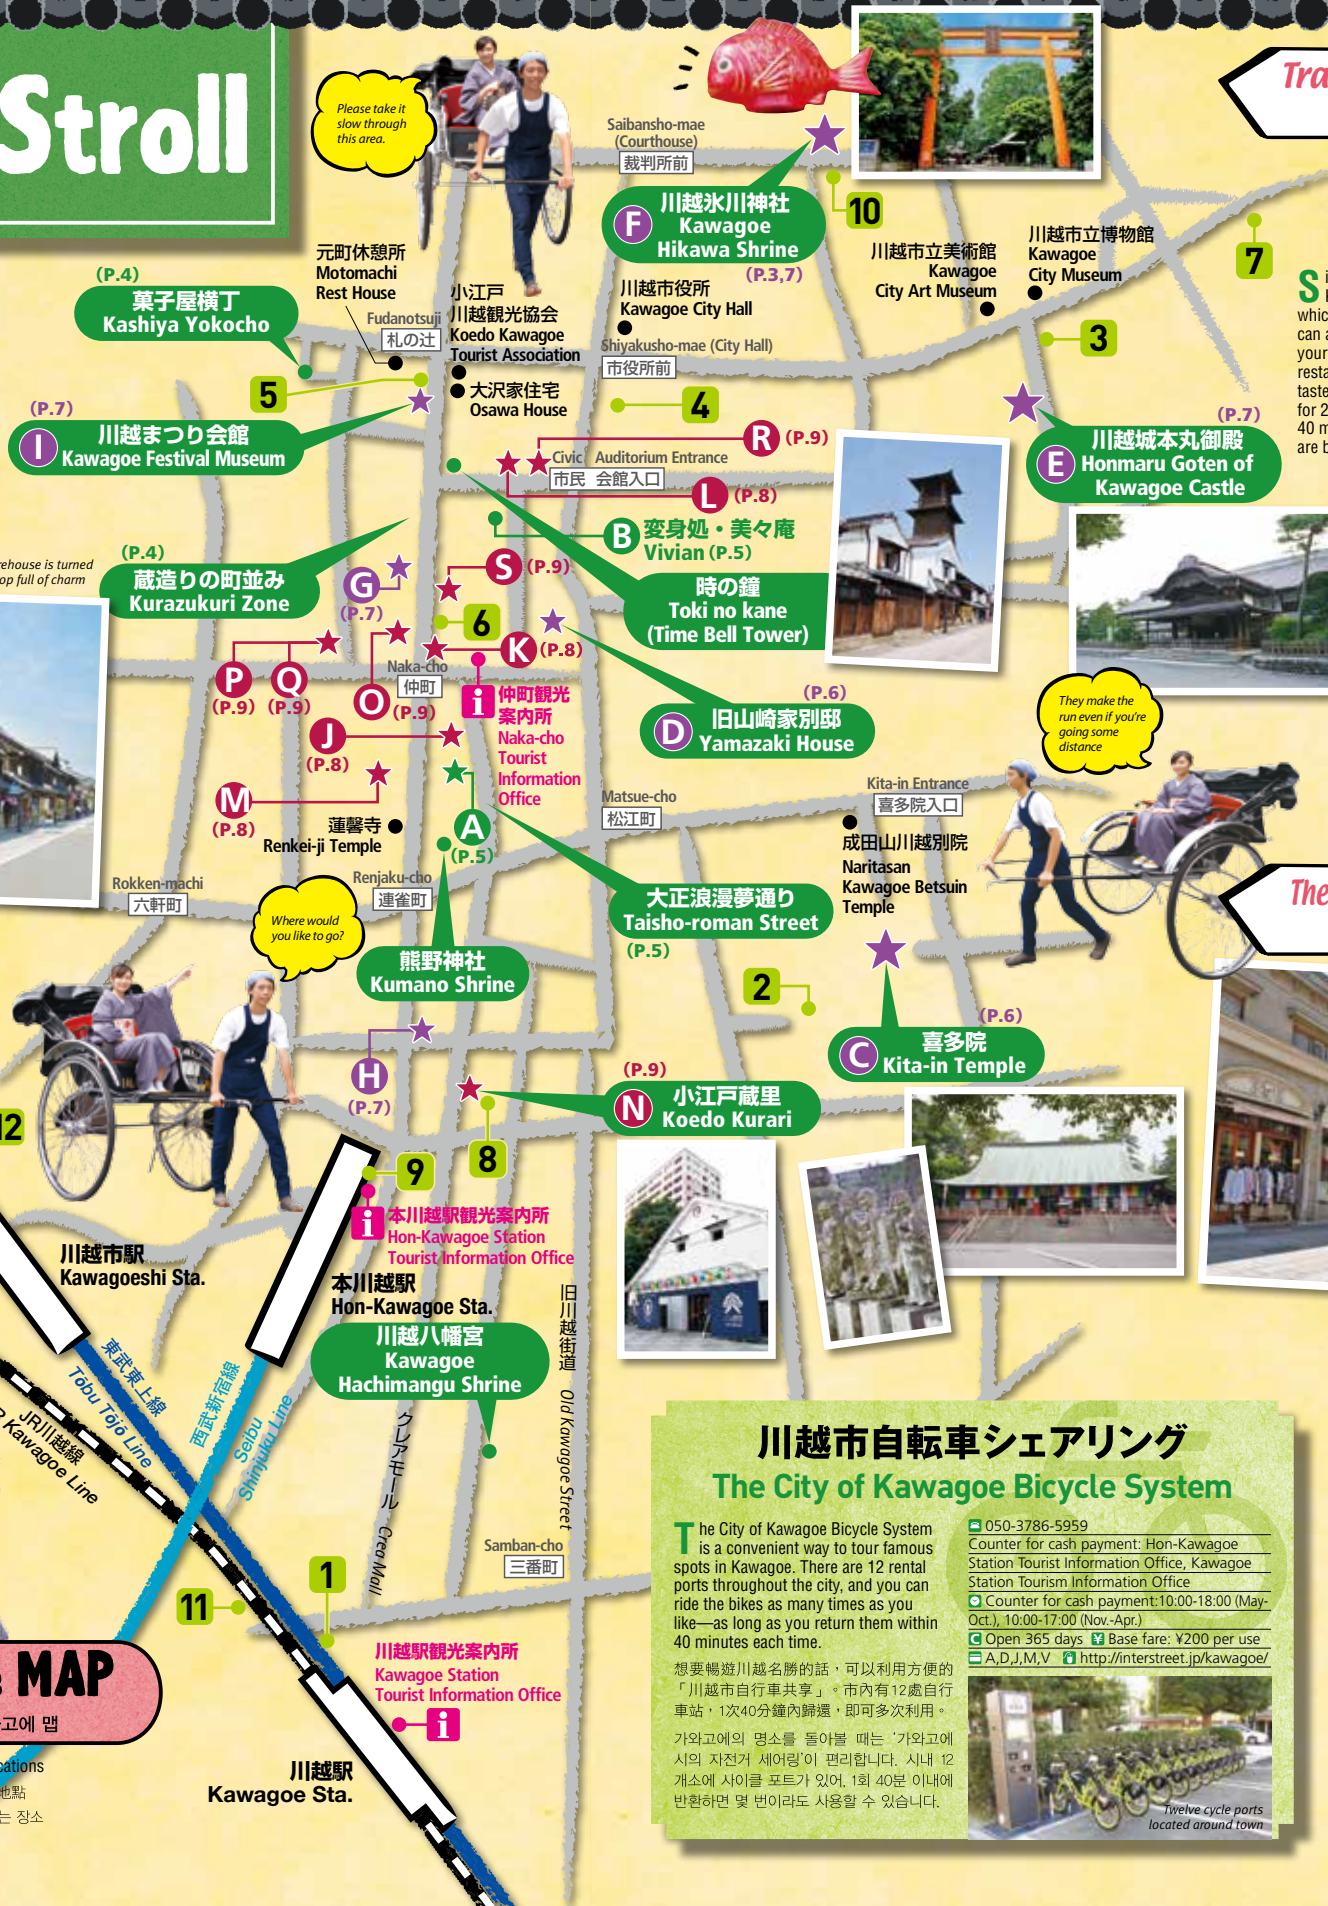 Stroll
Please take it
slow through
this area.
Saibansho-mae
(Courthouse)
裁判所前
F
川越氷川神社
Kawagoe
Hikawa Shrine
(P.3,7)
10
川越市立美術館
Kawagoe
City Art Museum
川越市立博物館
Kawagoe
City Museum
7
元町休憩所
Motomachi
Rest House
(P.4)
菓子屋横丁
Kashiya Yokocho
Fudanotsuji
札の辻
小江戸
川越観光協会
Koedo Kawagoe
Tourist Association
大沢家住宅
Osawa House
川越市役所
Kawagoe City Hall
Shiyakusho-mae (City Hall)
市役所前
3
5
4
(P.7)
I
川越まつり会館
Kawagoe Festival Museum
R
(P.9)
Civic Auditorium Entrance
市民 会館入口
L
(P.8)
(P.7)
E
川越城本丸御殿
Honmaru Goten of
Kawagoe Castle
B
変身処・美々庵
Vivian (P.5)
(P.4)
蔵造りの町並み
Kurazukuri Zone
G
(P.7)
S
(P.9)
時の鐘
Toki no kane
(Time Bell Tower)
6
K
(P.8)
P
(P.9)
Q
(P.9)
O
(P.9)
Naka-cho
仲町
i
仲町観光
案内所
Naka-cho
Tourist
Information
Office
(P.6)
D
旧山崎家別邸
Yamazaki House
J
(P.8)
M
(P.8)
They make the
run even if you're
going some
distance
蓮馨寺
Renkei-ji Temple
A
(P.5)
Matsue-cho
松江町
Kita-in Entrance
喜多院入口
成田山川越別院
Naritasan
Kawagoe Betsuin
Temple
Rokken-machi
六軒町
Renjaku-cho
連雀町
Where would
you like to go?
大正浪漫夢通り
Taisho-roman Street
(P.5)
熊野神社
Kumano Shrine
2
(P.6)
C
喜多院
Kita-in Temple
H
(P.7)
(P.9)
N
小江戸蔵里
Koedo Kurari
12
9
8
i
本川越駅観光案内所
Hon-Kawagoe Station
Tourist Information Office
本川越駅
Hon-Kawagoe Sta.
川越市駅
Kawagoeshi Sta.
川越八幡宮
Kawagoe
Hachimangu Shrine
旧川越街道
Old Kawagoe Street
東武東上線
Tōbu Tōjō Line
西武新宿線
Seibu
Shinjuku Line
JR川越線
Kawagoe Line
クレアモール
Crea Mall
Samban-cho
三番町
11
1
川越駅観光案内所
Kawagoe Station
Tourist Information Office
i
川越駅
Kawagoe Sta.
MAP
고에 맵
cations
地點
는 장소
rehouse is turned
op full of charm
Tra
S
whic
can a
your
resta
taste
for 2
40 m
are b
The
川越市自転車シェアリング
The City of Kawagoe Bicycle System
The City of Kawagoe Bicycle System
is a convenient way to tour famous
spots in Kawagoe. There are 12 rental
ports throughout the city, and you can
ride the bikes as many times as you
like—as long as you return them within
40 minutes each time.
想要暢遊川越名勝的話，可以利用方便的
「川越市自行車共享」。市內有12處自行
車站，1次40分鐘內歸還，即可多次利用。
가와고에의 명소를 돌아볼 때는 '가와고에
시의 자전거 셰어링'이 편리합니다. 시내 12
개소에 사이클 포트가 있어, 1회 40분 이내에
반환하면 몇 번이라도 사용할 수 있습니다.
050-3786-5959
Counter for cash payment: Hon-Kawagoe
Station Tourist Information Office, Kawagoe
Station Tourism Information Office
Counter for cash payment:10:00-18:00 (May-
Oct.), 10:00-17:00 (Nov.-Apr.)
C Open 365 days ¥ Base fare: ¥200 per use
A,D,J,M,V http://interstreet.jp/kawagoe/
Twelve cycle ports
located around town